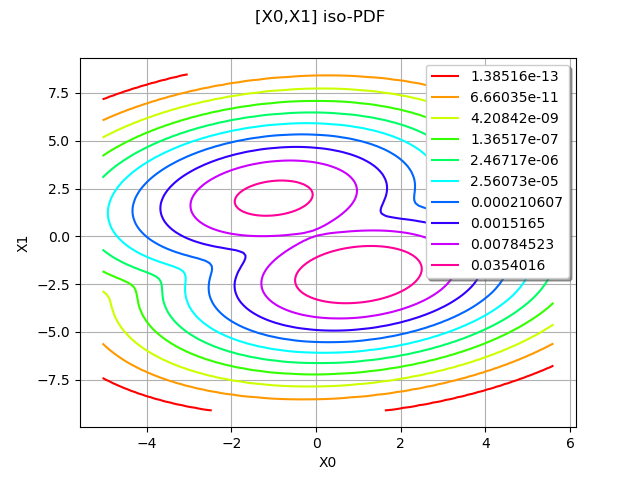 [X0,X1] iso-PDF
1.38516e-13
6.66035e-11
4.20842e-09
1.36517e-07
2.46717e-06
2.56073e-05
0.000210607
0.0015165
0.00784523
0.0354016
7.5
5.0
2.5
0.0
−2.5
−5.0
−7.5
X1
−4
−2
0
2
4
6
X0